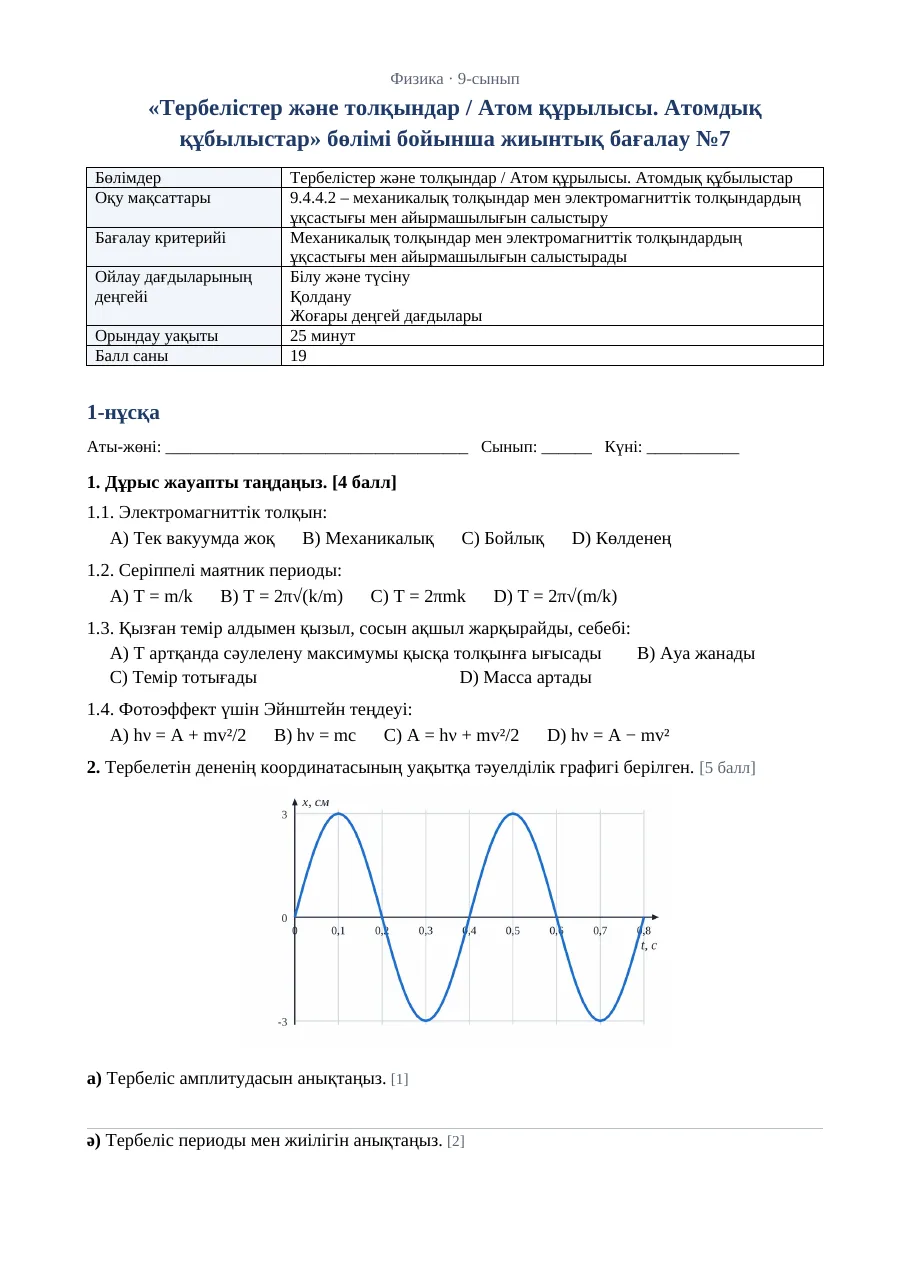 Физика · 9-сынып
«Тербелістер және толқындар / Атом құрылысы. Атомдық
құбылыстар» бөлімі бойынша жиынтық бағалау №7
Бөлімдер Тербелістер және толқындар / Атом құрылысы. Атомдық құбылыстар
Оқу мақсаттары 9.4.4.2 – механикалық толқындар мен электромагниттік толқындардың
ұқсастығы мен айырмашылығын салыстыру
Бағалау критерийі Механикалық толқындар мен электромагниттік толқындардың
ұқсастығы мен айырмашылығын салыстырады
Ойлау дағдыларының Білу және түсіну
деңгейі Қолдану
Жоғары деңгей дағдылары
Орындау уақыты 25 минут
Балл саны 19
1-нұсқа
Аты-жөні: ____________________________________ Сынып: ______ Күні: ___________
1. Дұрыс жауапты таңдаңыз. [4 балл]
1.1. Электромагниттік толқын:
A) Тек вакуумда жоқ B) Механикалық C) Бойлық D) Көлденең
1.2. Серіппелі маятник периоды:
A) T = m/k B) T = 2π√(k/m) C) T = 2πmk D) T = 2π√(m/k)
1.3. Қызған темір алдымен қызыл, сосын ақшыл жарқырайды, себебі:
A) T артқанда сәулелену максимумы қысқа толқынға ығысады B) Ауа жанады
C) Темір тотығады D) Масса артады
1.4. Фотоэффект үшін Эйнштейн теңдеуі:
A) hν = A + mv²/2 B) hν = mc C) A = hν + mv²/2 D) hν = A − mv²
2. Тербелетін дененің координатасының уақытқа тәуелділік графигі берілген. [5 балл]
x, см
3
0
0 0,1 0,2 0,3 0,4 0,5 0,6 0,7 0,8
t, с
-3
а) Тербеліс амплитудасын анықтаңыз. [1]
ә) Тербеліс периоды мен жиілігін анықтаңыз. [2]